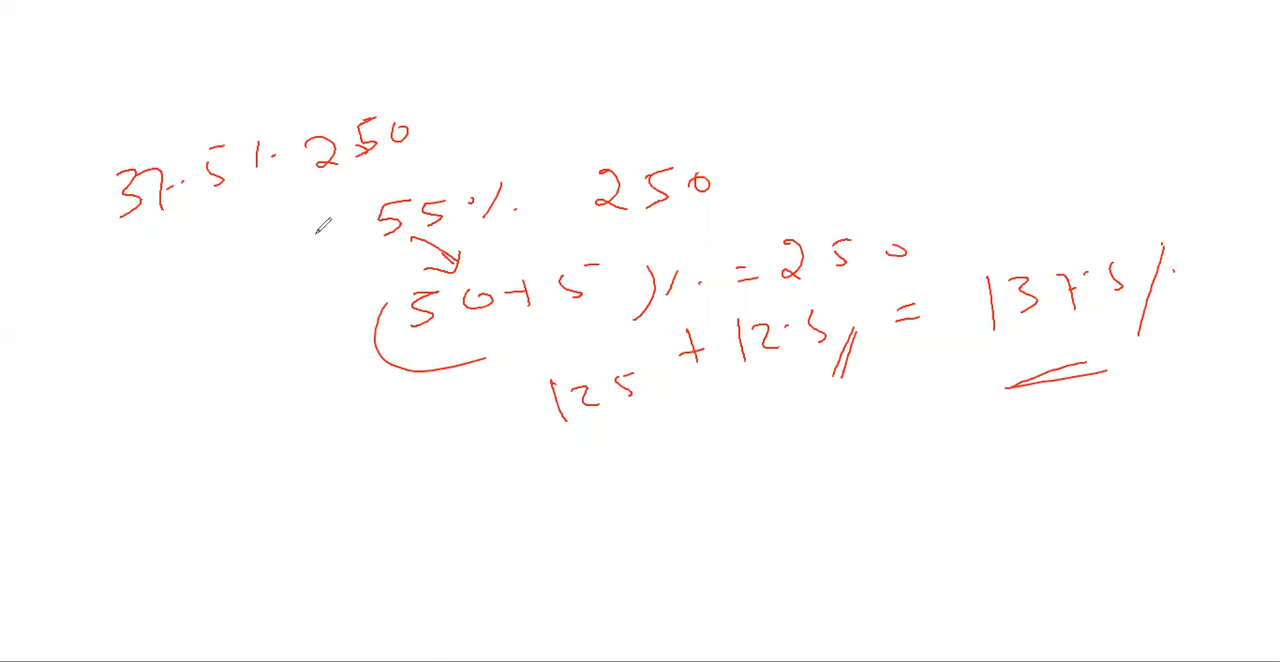 37.5% 250
55% 250
(50+5)% = 250
125 + 12.5 = 137.5